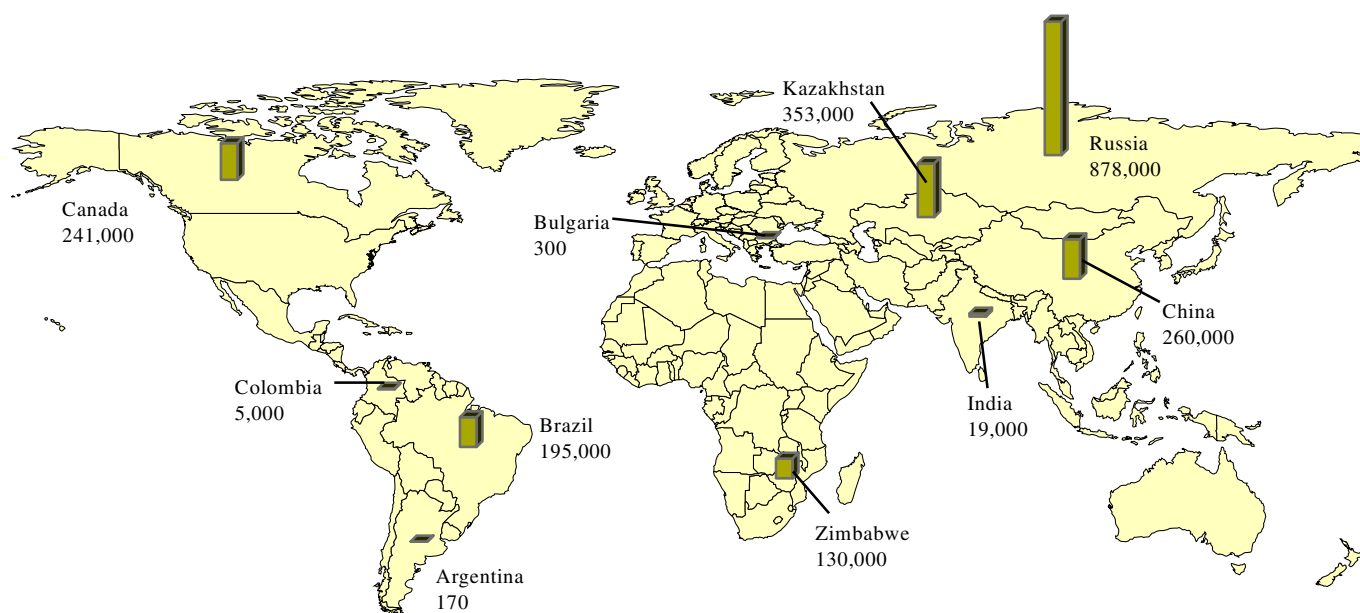 Kazakhstan
353,000
Russia
878,000
Canada
241,000
Bulgaria
300
China
260,000
Colombia
5,000
India
19,000
Brazil
195,000
Zimbabwe
130,000
Argentina
170